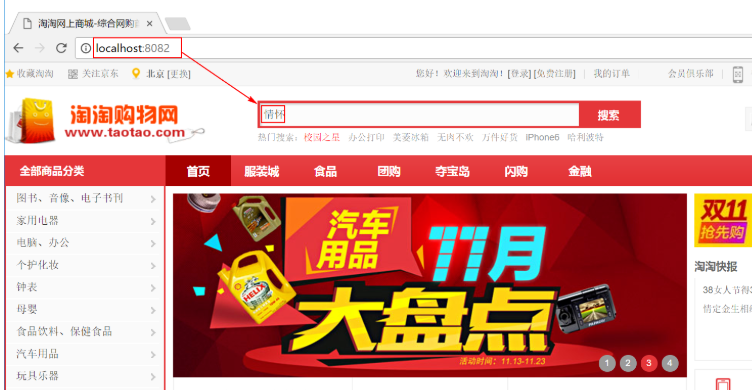 淘淘网上商城-综合网购
localhost:8082
收藏淘淘 关注京东 北京 [更换] 您好！欢迎来到淘淘！[登录] [免费注册] 我的订单 会员俱乐部
淘淘购物网
www.taotao.com
情怀 搜索
热门搜索： 校园之星 办公打印 美菱冰箱 无肉不欢 万件好货 iPhone6 哈利波特
全部商品分类 首页 服装城 食品 团购 夺宝岛 闪购 金融
图书、音像、电子书刊
家用电器
电脑、办公
个护化妆
钟表
母婴
食品饮料、保健食品
汽车用品
玩具乐器
汽车用品
11月
大盘点
HELIX
活动时间：11.13-11.23
1 2 3 4
双11
抢先购
淘淘快报
38女人节得
情定金生相